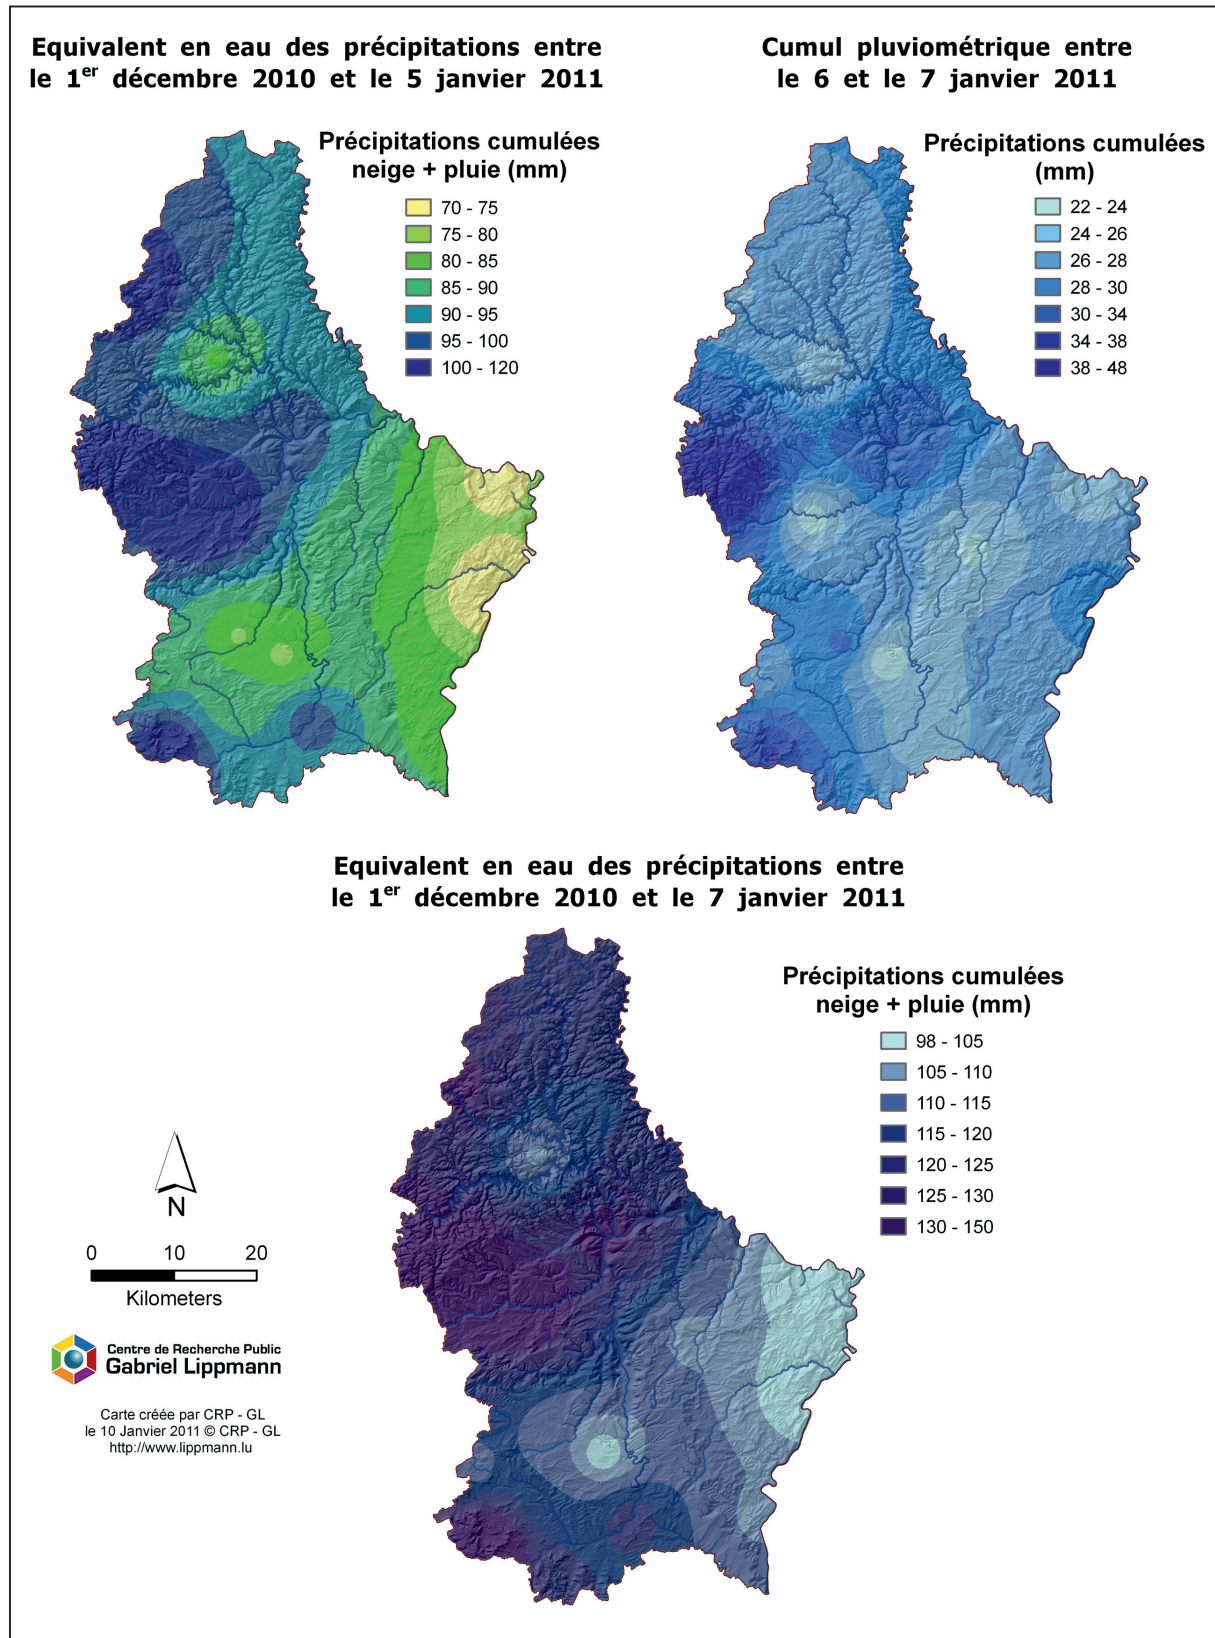 Equivalent en eau des précipitations entre
le 1er décembre 2010 et le 5 janvier 2011
Précipitations cumulées
neige + pluie (mm)
70 - 75
75 - 80
80 - 85
85 - 90
90 - 95
95 - 100
100 - 120
Cumul pluviométrique entre
le 6 et le 7 janvier 2011
Précipitations cumulées
(mm)
22 - 24
24 - 26
26 - 28
28 - 30
30 - 34
34 - 38
38 - 48
Equivalent en eau des précipitations entre
le 1er décembre 2010 et le 7 janvier 2011
Précipitations cumulées
neige + pluie (mm)
98 - 105
105 - 110
110 - 115
115 - 120
120 - 125
125 - 130
130 - 150
N
0 10 20
Kilometers
Centre de Recherche Public
Gabriel Lippmann
Carte créée par CRP - GL
le 10 Janvier 2011 © CRP - GL
http://www.lippmann.lu